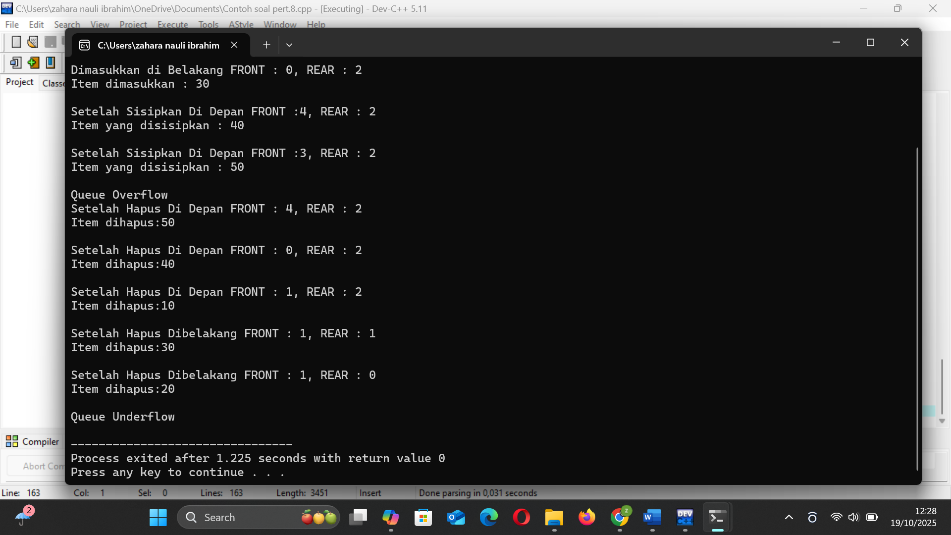 C:\Users\zahara nauli ibrahim\OneDrive\Documents\Contoh soal pert.8.cpp - [Executing] - Dev-C++ 5.11
File Edit Search View Project Execute Tools AStyle Window Help
C:\Users\zahara nauli ibrahim
Project Classe
Dimasukkan di Belakang FRONT : 0, REAR : 2
Item dimasukkan : 30
Setelah Sisipkan Di Depan FRONT :4, REAR : 2
Item yang disisipkan : 40
Setelah Sisipkan Di Depan FRONT :3, REAR : 2
Item yang disisipkan : 50
Queue Overflow
Setelah Hapus Di Depan FRONT : 4, REAR : 2
Item dihapus:50
Setelah Hapus Di Depan FRONT : 0, REAR : 2
Item dihapus:40
Setelah Hapus Di Depan FRONT : 1, REAR : 2
Item dihapus:10
Setelah Hapus Dibelakang FRONT : 1, REAR : 1
Item dihapus:30
Setelah Hapus Dibelakang FRONT : 1, REAR : 0
Item dihapus:20
Queue Underflow
--------------------------------
Process exited after 1.225 seconds with return value 0
Press any key to continue . . .
Compiler
Abort Com
Line: 163 Col: 1 Sel: 0 Lines: 163 Length: 3451 Insert Done parsing in 0,031 seconds
2
Search
12:28
19/10/2025